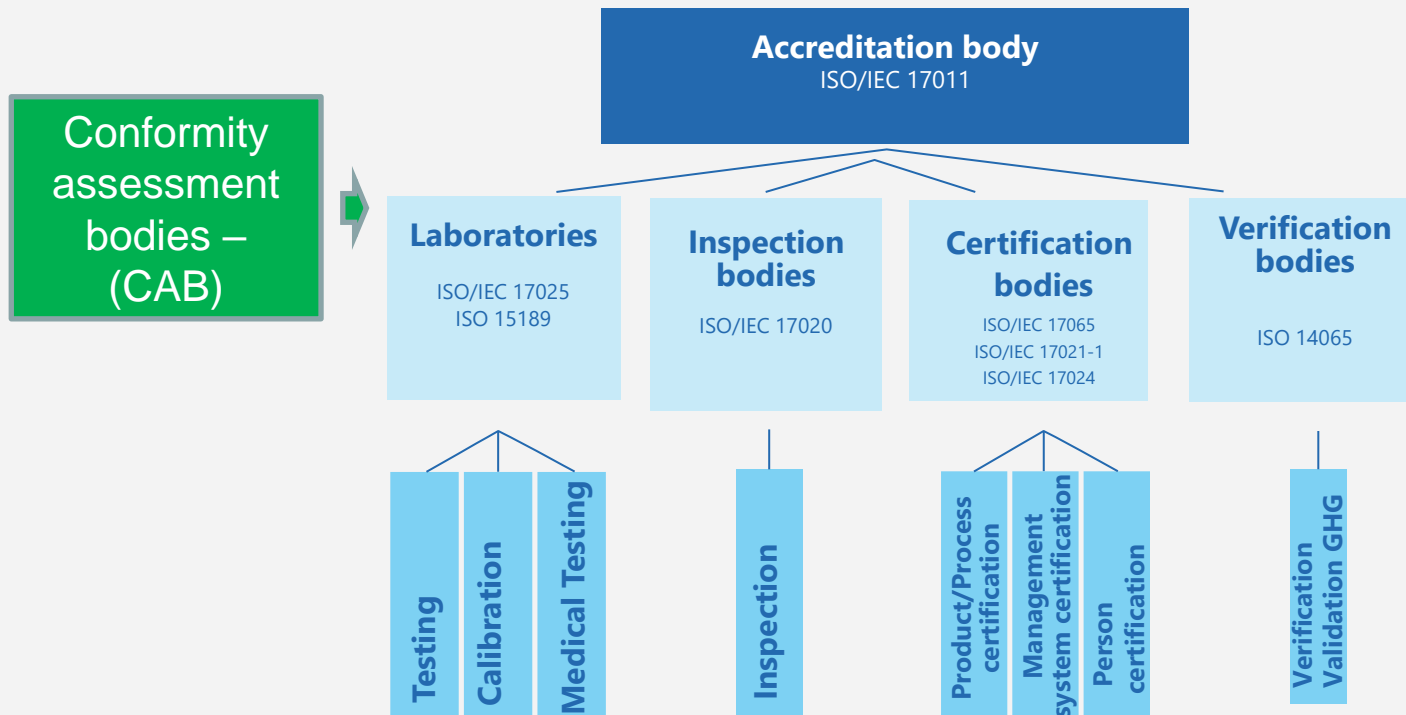 Accreditation body
ISO/IEC 17011
Conformity
assessment
bodies –
(CAB)
Laboratories
ISO/IEC 17025
ISO 15189
Inspection
bodies
ISO/IEC 17020
Certification
bodies
ISO/IEC 17065
ISO/IEC 17021-1
ISO/IEC 17024
Verification
bodies
ISO 14065
Testing
Calibration
Medical Testing
Inspection
Product/Process
certification
Management
system certification
Person
certification
Verification
Validation GHG